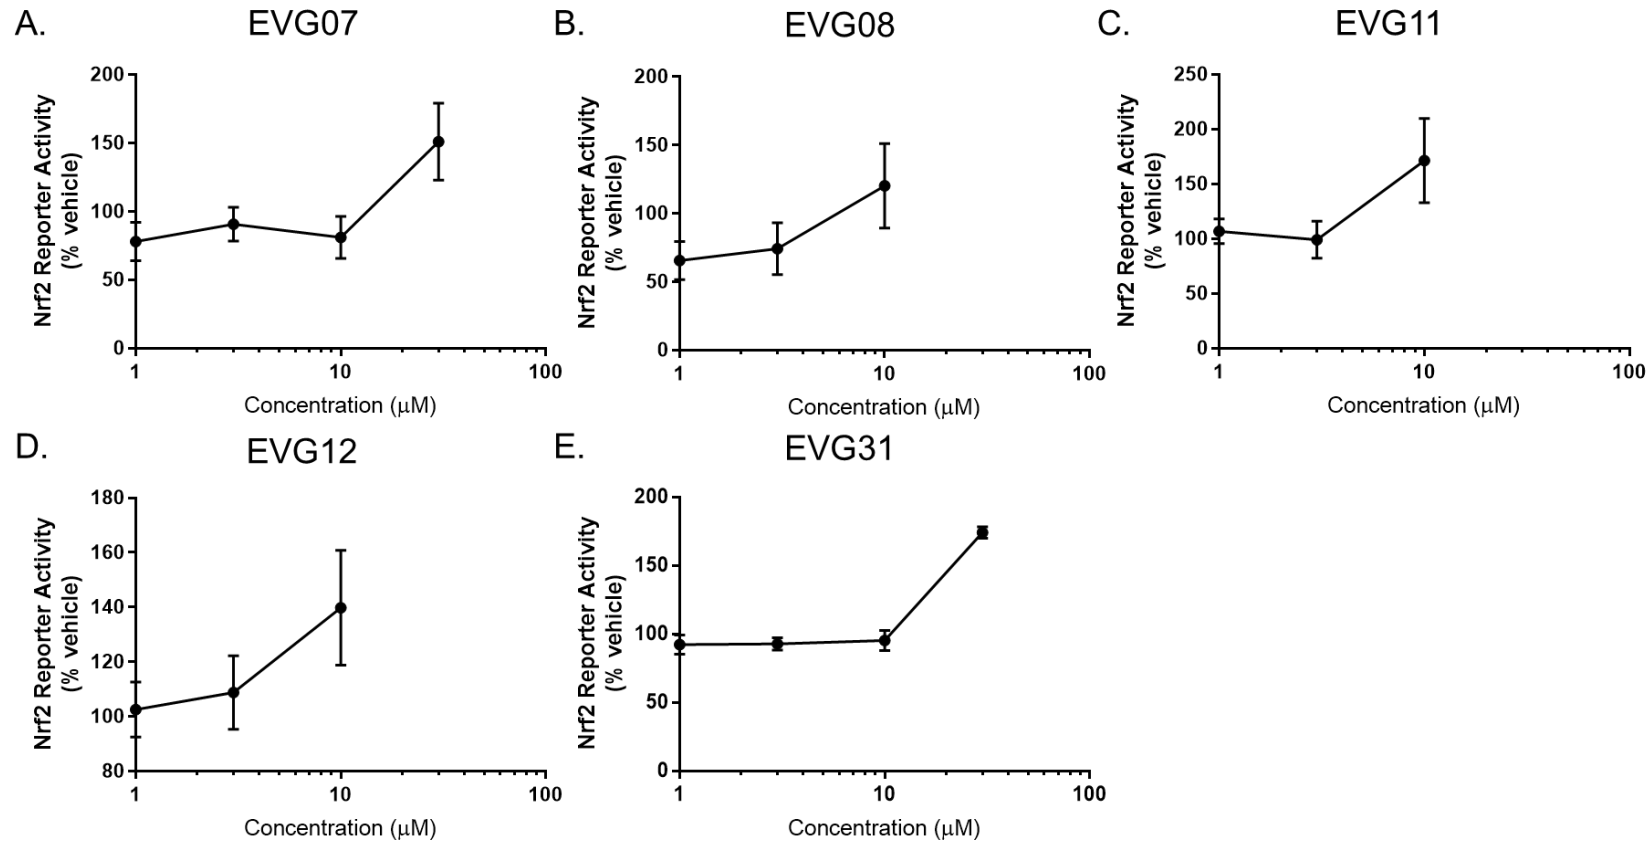 A.
EVG07
Nrf2 Reporter Activity
(% vehicle)
200
150
100
50
0
1
10
100
Concentration (μM)
B.
EVG08
Nrf2 Reporter Activity
(% vehicle)
200
150
100
50
0
1
10
100
Concentration (μM)
C.
EVG11
Nrf2 Reporter Activity
(% vehicle)
250
200
150
100
50
0
1
10
100
Concentration (μM)
D.
EVG12
Nrf2 Reporter Activity
(% vehicle)
180
160
140
120
100
80
1
10
100
Concentration (μM)
E.
EVG31
Nrf2 Reporter Activity
(% vehicle)
200
150
100
50
0
1
10
100
Concentration (μM)